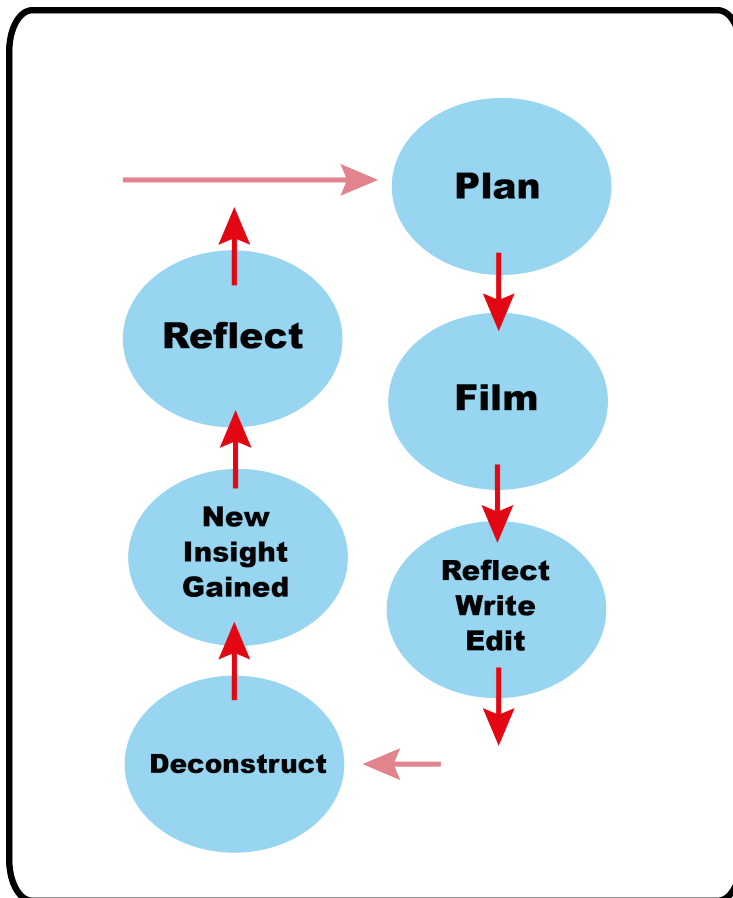 Plan
Film
Reflect
Write
Edit
Deconstruct
New
Insight
Gained
Reflect